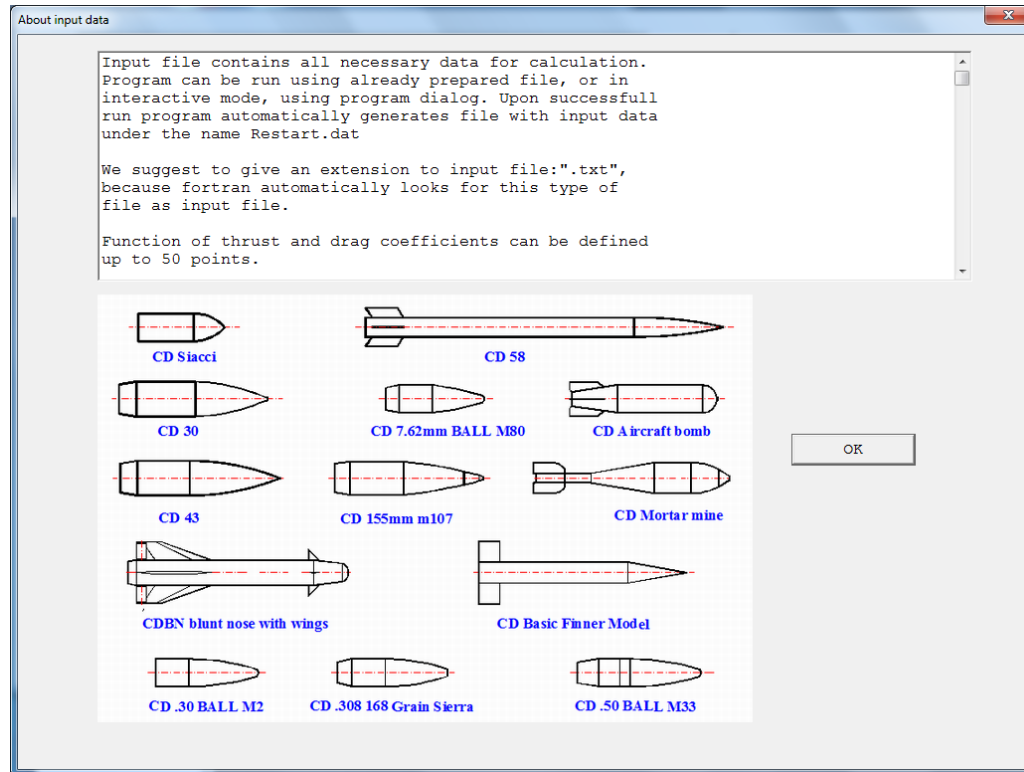 About input data
Input file contains all necessary data for calculation.
Program can be run using already prepared file, or in
interactive mode, using program dialog. Upon successfull
run program automatically generates file with input data
under the name Restart.dat
We suggest to give an extension to input file:".txt",
because fortran automatically looks for this type of
file as input file.
Function of thrust and drag coefficients can be defined
up to 50 points.
CD Siacci
CD 58
CD 30
CD 7.62mm BALL M80
CD Aircraft bomb
OK
CD 43
CD 155mm m107
CD Mortar mine
CDBN blunt nose with wings
CD Basic Finner Model
CD .30 BALL M2
CD .308 168 Grain Sierra
CD .50 BALL M33